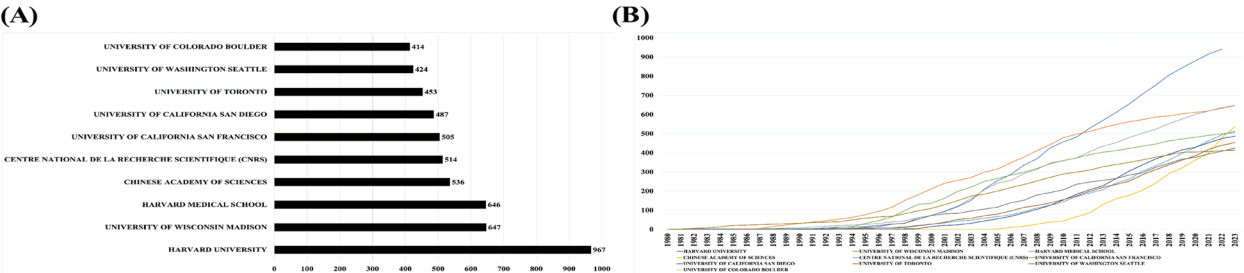 (A)
UNIVERSITY OF COLORADO BOULDER 414
UNIVERSITY OF WASHINGTON SEATTLE 424
UNIVERSITY OF TORONTO 453
UNIVERSITY OF CALIFORNIA SAN DIEGO 487
UNIVERSITY OF CALIFORNIA SAN FRANCISCO 505
CENTRE NATIONAL DE LA RECHERCHE SCIENTIFIQUE (CNRS) 514
CHINESE ACADEMY OF SCIENCES 536
HARVARD MEDICAL SCHOOL 646
UNIVERSITY OF WISCONSIN MADISON 647
HARVARD UNIVERSITY 967
0 100 200 300 400 500 600 700 800 900 1000
(B)
1000
900
800
700
600
500
400
300
200
100
0
1980 1981 1982 1983 1984 1985 1986 1987 1988 1989 1990 1991 1992 1993 1994 1995 1996 1997 1998 1999 2000 2001 2002 2003 2004 2005 2006 2007 2008 2009 2010 2011 2012 2013 2014 2015 2016 2017 2018 2019 2020 2021 2022 2023
HARVARD UNIVERSITY UNIVERSITY OF WISCONSIN MADISON HARVARD MEDICAL SCHOOL
CHINESE ACADEMY OF SCIENCES CENTRE NATIONAL DE LA RECHERCHE SCIENTIFIQUE (CNRS) UNIVERSITY OF CALIFORNIA SAN FRANCISCO
UNIVERSITY OF CALIFORNIA SAN DIEGO UNIVERSITY OF TORONTO UNIVERSITY OF WASHINGTON SEATTLE
UNIVERSITY OF COLORADO BOULDER